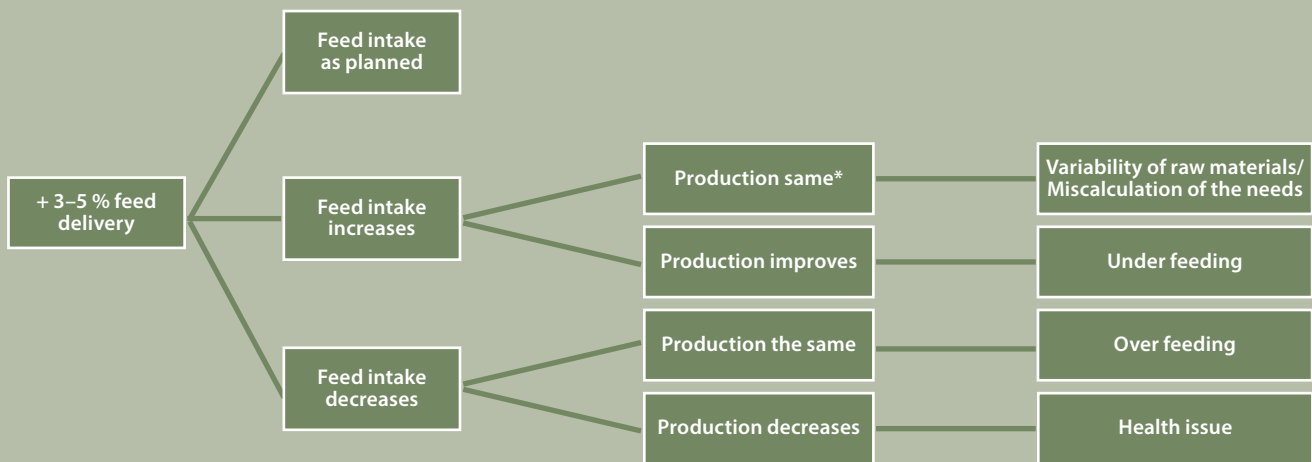 Feed intake
as planned
+ 3–5 % feed
delivery
Feed intake
increases
Production same*
Variability of raw materials/
Miscalculation of the needs
Production improves
Under feeding
Feed intake
decreases
Production the same
Over feeding
Production decreases
Health issue